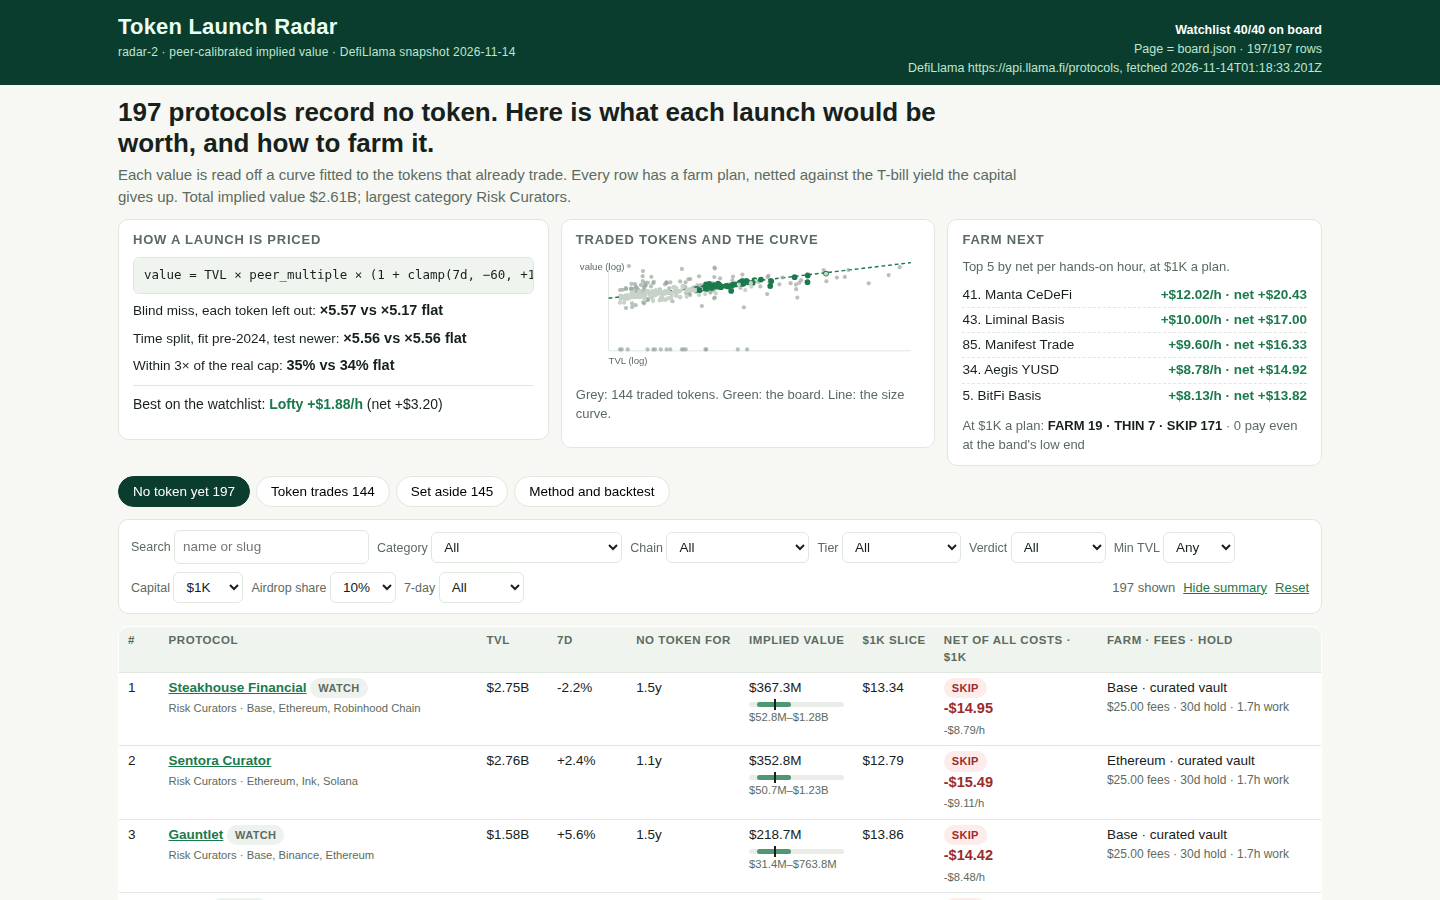 Token Launch Radar
radar-2 · peer-calibrated implied value · DefiLlama snapshot 2026-11-14
Watchlist 40/40 on board
Page = board.json · 197/197 rows
DefiLlama https://api.llama.fi/protocols, fetched 2026-11-14T01:18:33.201Z
197 protocols record no token. Here is what each launch would be
worth, and how to farm it.
Each value is read off a curve fitted to the tokens that already trade. Every row has a farm plan, netted against the T-bill yield the capital
gives up. Total implied value $2.61B; largest category Risk Curators.
HOW A LAUNCH IS PRICED
value = TVL × peer_multiple × (1 + clamp(7d, −60, +1
Blind miss, each token left out: ×5.57 vs ×5.17 flat
Time split, fit pre-2024, test newer: ×5.56 vs ×5.56 flat
Within 3× of the real cap: 35% vs 34% flat
Best on the watchlist: Lofty +$1.88/h (net +$3.20)
TRADED TOKENS AND THE CURVE
value (log)
TVL (log)
Grey: 144 traded tokens. Green: the board. Line: the size
curve.
FARM NEXT
Top 5 by net per hands-on hour, at $1K a plan.
41. Manta CeDeFi +$12.02/h · net +$20.43
43. Liminal Basis +$10.00/h · net +$17.00
85. Manifest Trade +$9.60/h · net +$16.33
34. Aegis YUSD +$8.78/h · net +$14.92
5. BitFi Basis +$8.13/h · net +$13.82
At $1K a plan: FARM 19 · THIN 7 · SKIP 171 · 0 pay even
at the band's low end
No token yet 197 Token trades 144 Set aside 145 Method and backtest
Search name or slug Category All Chain All Tier All Verdict All Min TVL Any
Capital $1K Airdrop share 10% 7-day All 197 shown Hide summary Reset
# PROTOCOL TVL 7D NO TOKEN FOR IMPLIED VALUE $1K SLICE NET OF ALL COSTS · FARM · FEES · HOLD
$1K
1 Steakhouse Financial WATCH $2.75B -2.2% 1.5y $367.3M $13.34 SKIP Base · curated vault
Risk Curators · Base, Ethereum, Robinhood Chain $52.8M–$1.28B -$14.95 $25.00 fees · 30d hold · 1.7h work
-$8.79/h
2 Sentora Curator $2.76B +2.4% 1.1y $352.8M $12.79 SKIP Ethereum · curated vault
Risk Curators · Ethereum, Ink, Solana $50.7M–$1.23B -$15.49 $25.00 fees · 30d hold · 1.7h work
-$9.11/h
3 Gauntlet WATCH $1.58B +5.6% 1.5y $218.7M $13.86 SKIP Base · curated vault
Risk Curators · Base, Binance, Ethereum $31.4M–$763.8M -$14.42 $25.00 fees · 30d hold · 1.7h work
-$8.48/h